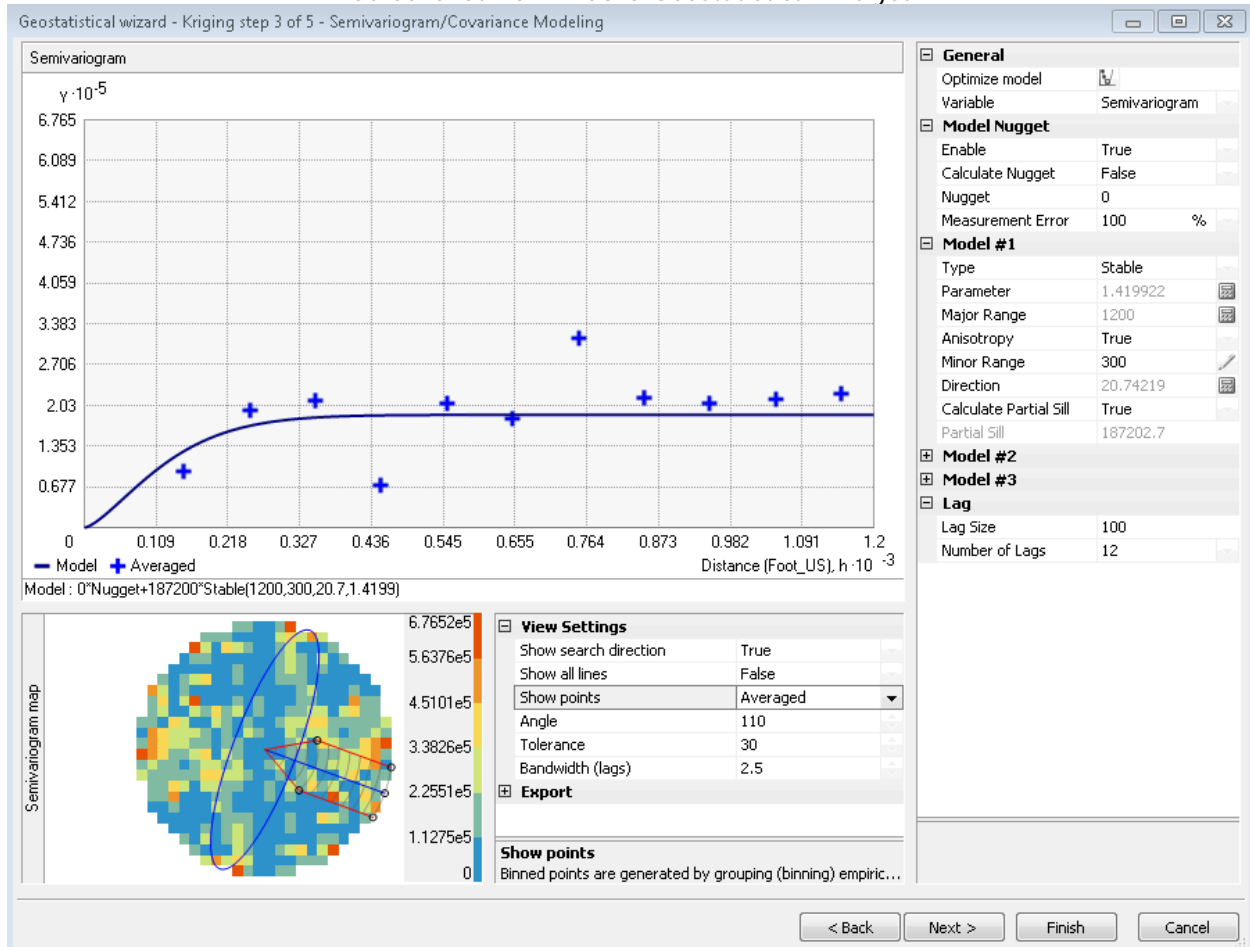 Geostatistical wizard - Kriging step 3 of 5 - Semivariogram/Covariance Modeling
Semivariogram
γ·10-5
6.765
6.089
5.412
4.736
4.059
3.383
2.706
2.03
1.353
0.677
0 0.109 0.218 0.327 0.436 0.545 0.655 0.764 0.873 0.982 1.091 1.2
Model Averaged
Distance (Foot_US), h·10 -3
Model : 0*Nugget+187200*Stable(1200,300,20.7,1.4199)
General
Optimize model
Variable Semivariogram
Model Nugget
Enable True
Calculate Nugget False
Nugget 0
Measurement Error 100 %
Model #1
Type Stable
Parameter 1.419922
Major Range 1200
Anisotropy True
Minor Range 300
Direction 20.74219
Calculate Partial Sill True
Partial Sill 187202.7
Model #2
Model #3
Lag
Lag Size 100
Number of Lags 12
Semivariogram map
6.7652e5
5.6376e5
4.5101e5
3.3826e5
2.2551e5
1.1275e5
0
View Settings
Show search direction True
Show all lines False
Show points Averaged
Angle 110
Tolerance 30
Bandwidth (lags) 2.5
Export
Show points
Binned points are generated by grouping (binning) empiric...
< Back Next > Finish Cancel